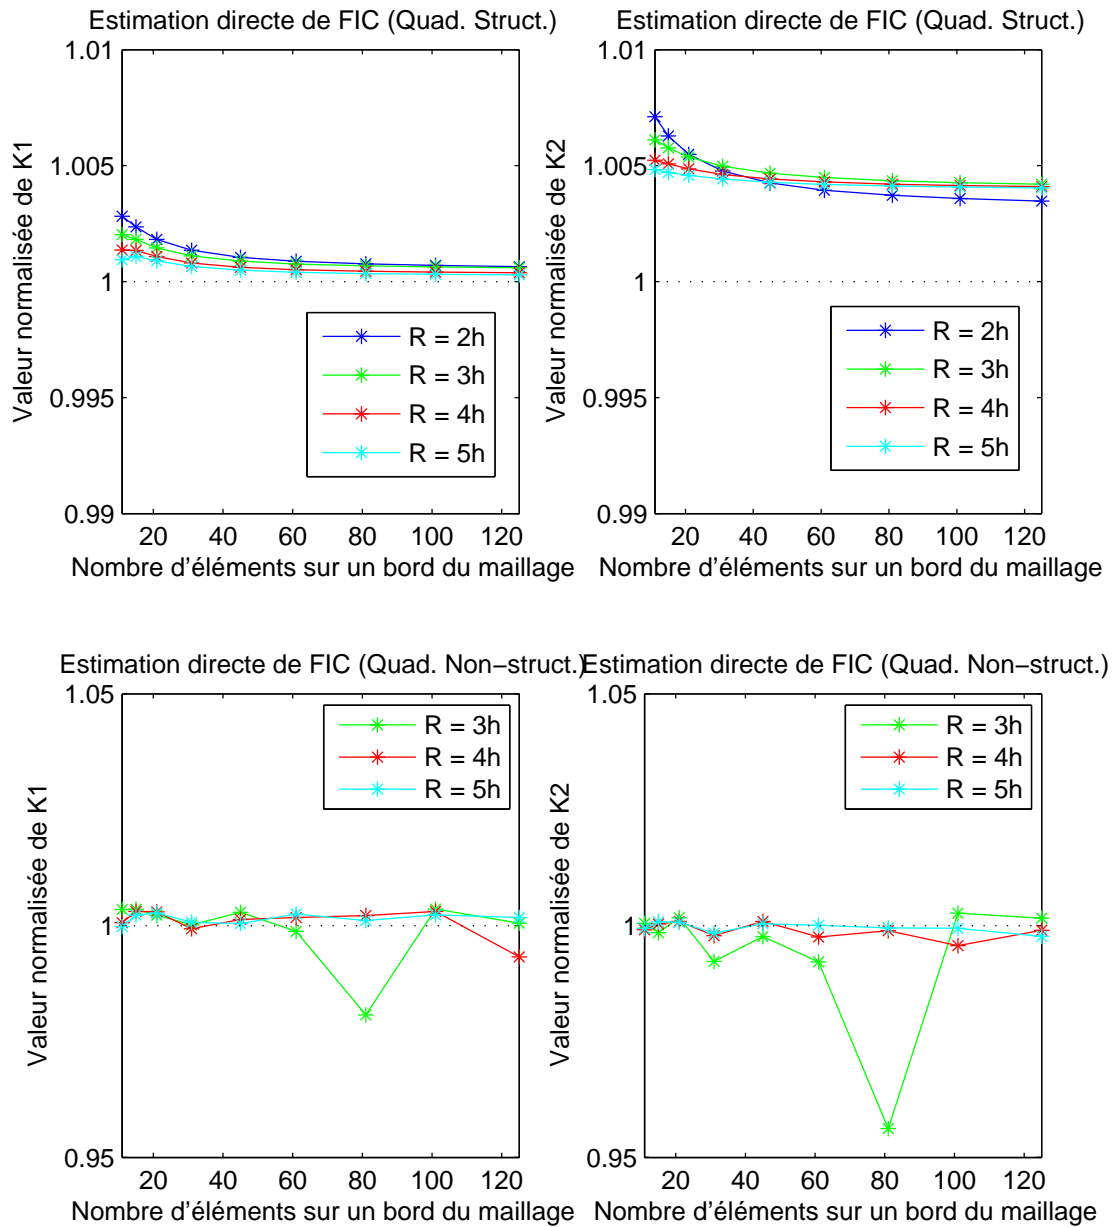 Estimation directe de FIC (Quad. Struct.)
1.01
1.005
1
0.995
0.99
Valeur normalisée de K1
R = 2h
R = 3h
R = 4h
R = 5h
20 40 60 80 100 120
Nombre d'éléments sur un bord du maillage
Estimation directe de FIC (Quad. Struct.)
1.01
1.005
1
0.995
0.99
Valeur normalisée de K2
R = 2h
R = 3h
R = 4h
R = 5h
20 40 60 80 100 120
Nombre d'éléments sur un bord du maillage
Estimation directe de FIC (Quad. Non−struct.)
1.05
1
0.95
Valeur normalisée de K1
R = 3h
R = 4h
R = 5h
20 40 60 80 100 120
Nombre d'éléments sur un bord du maillage
Estimation directe de FIC (Quad. Non−struct.)
1.05
1
0.95
Valeur normalisée de K2
R = 3h
R = 4h
R = 5h
20 40 60 80 100 120
Nombre d'éléments sur un bord du maillage